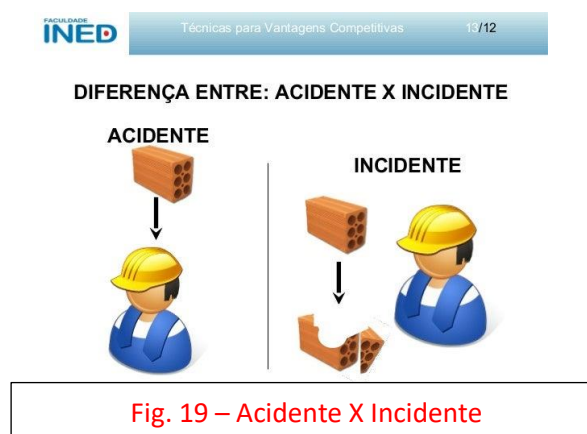 FACULDADE
INED
Técnicas para Vantagens Competitivas 13/12
DIFERENÇA ENTRE: ACIDENTE X INCIDENTE
ACIDENTE
INCIDENTE
Fig. 19 – Acidente X Incidente